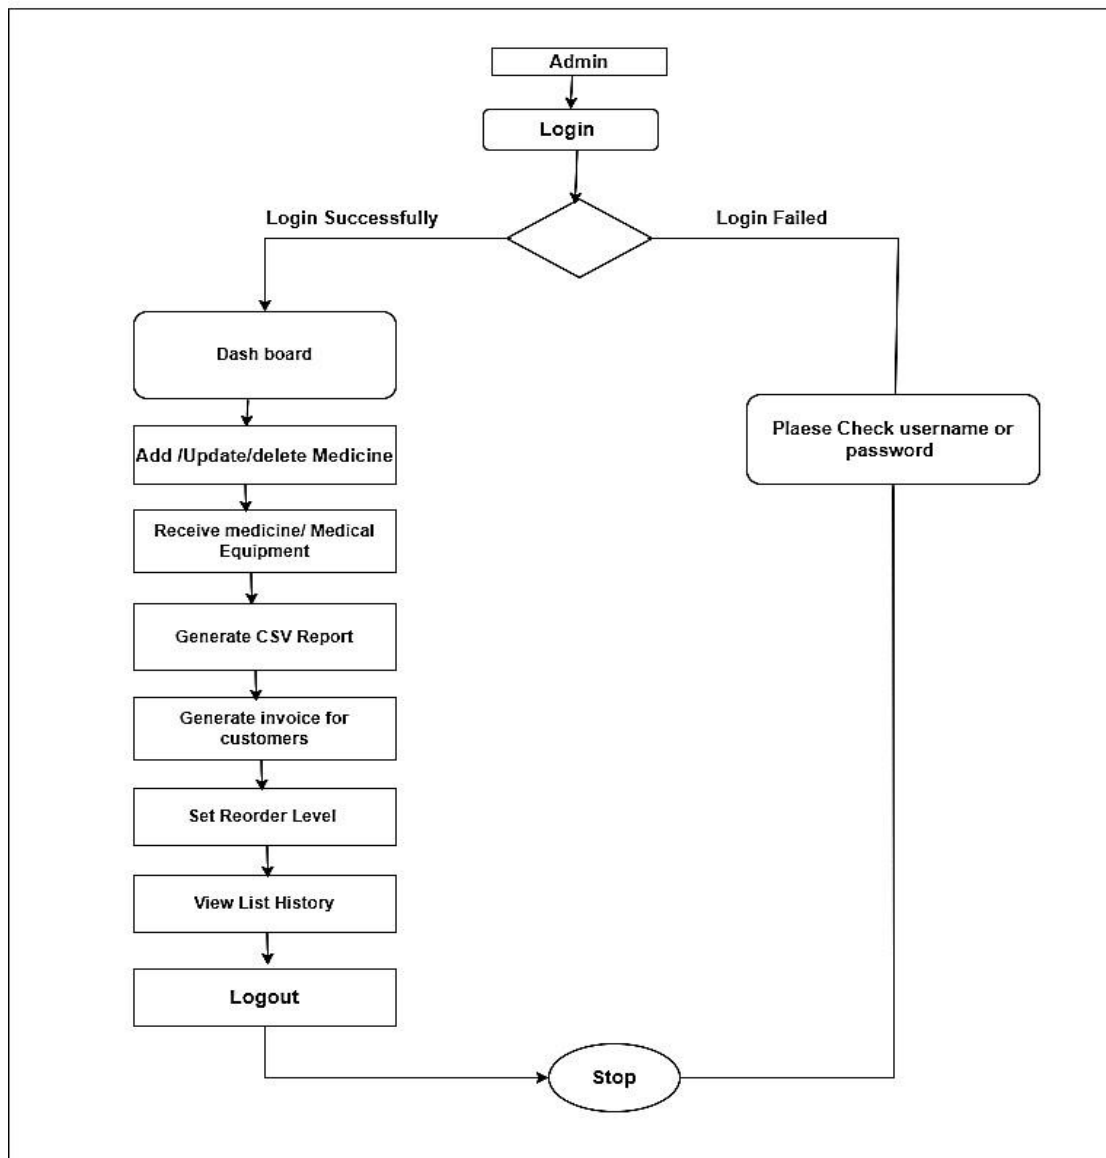 Admin
Login
Login Successfully
Login Failed
Dash board
Plaese Check username or
password
Add /Update/delete Medicine
Receive medicine/ Medical
Equipment
Generate CSV Report
Generate invoice for
customers
Set Reorder Level
View List History
Logout
Stop